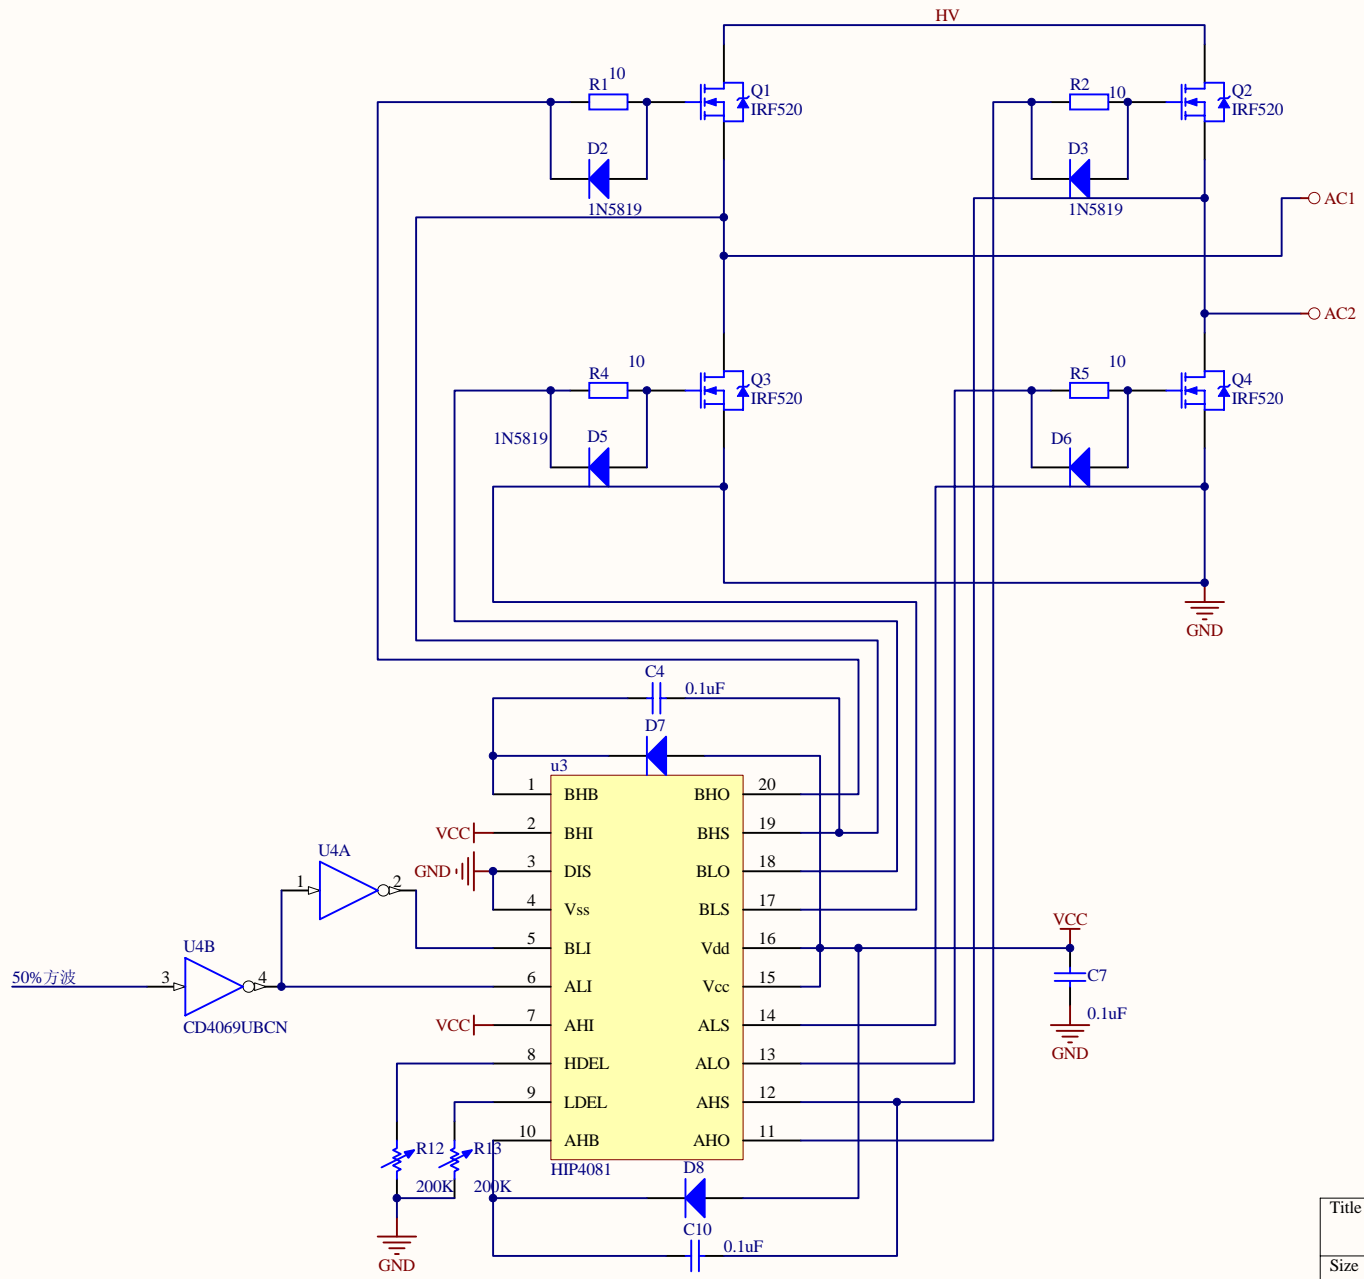 HV
R1
10
Q1
IRF520
D2
1N5819
R2
10
Q2
IRF520
D3
1N5819
AC1
AC2
R4
10
Q3
IRF520
1N5819
D5
R5
10
Q4
IRF520
D6
GND
C4
0.1uF
D7
u3
1 BHB BHO 20
VCC 2 BHI BHS 19
GND 3 DIS BLO 18
4 Vss BLS 17
5 BLI Vdd 16
6 ALI Vcc 15
VCC 7 AHI ALS 14
8 HDEL ALO 13
9 LDEL AHS 12
10 AHB AHO 11
HIP4081
U4A
1
2
U4B
50%方波
3
4
CD4069UBCN
VCC
C7
0.1uF
GND
R12
200K
R13
200K
GND
D8
C10
0.1uF
Title
Size